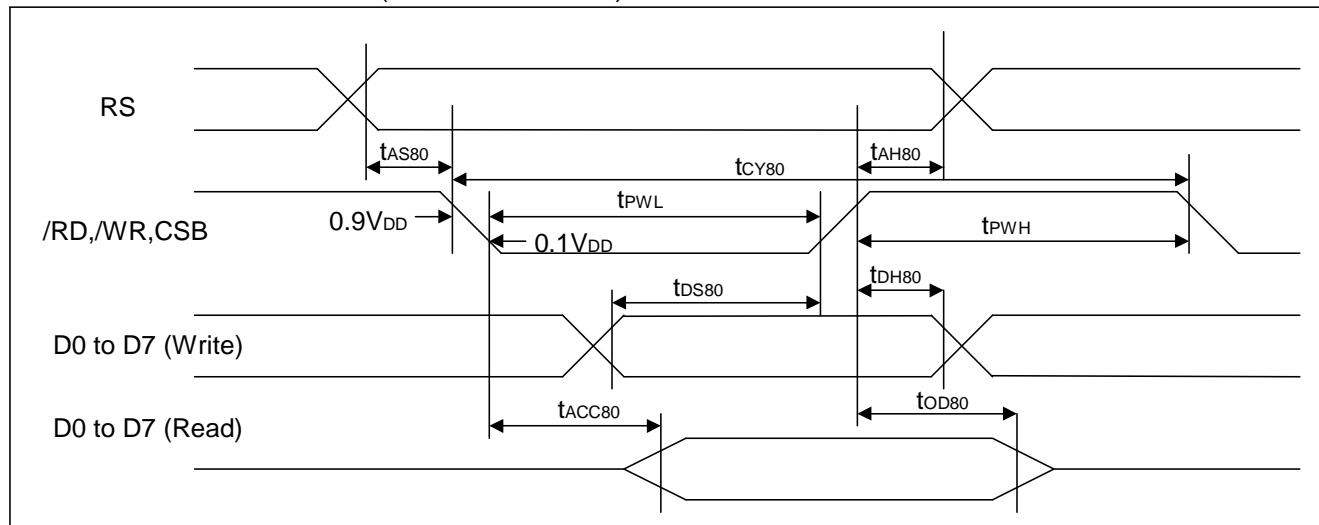 RS
tAS80
tAH80
tCY80
/RD,/WR,CSB
0.9VDD
tPWL
0.1VDD
tPWH
tDS80
tDH80
D0 to D7 (Write)
tACC80
tOD80
D0 to D7 (Read)